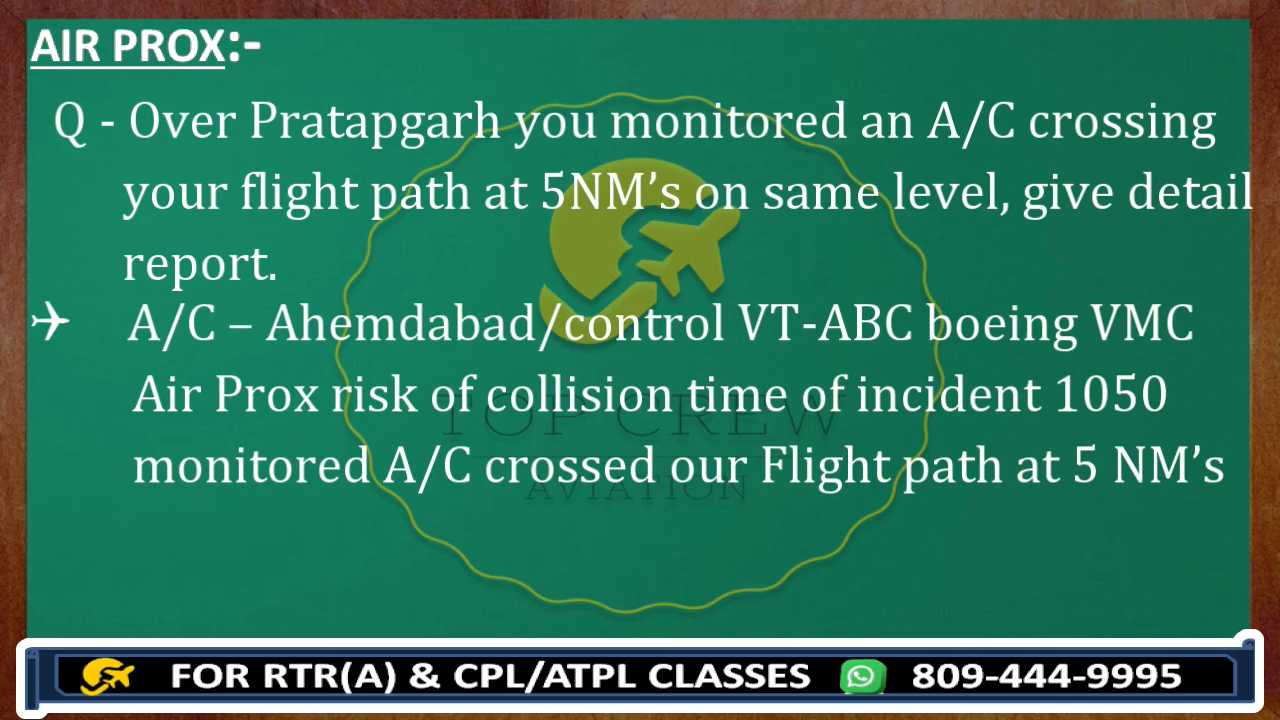 AIR PROX:-
Q - Over Pratapgarh you monitored an A/C crossing
your flight path at 5NM's on same level, give detail
report.
✈ A/C – Ahemdabad/control VT-ABC boeing VMC
Air Prox risk of collision time of incident 1050
monitored A/C crossed our Flight path at 5 NM's
TOP CREW
AVIATION
FOR RTR(A) & CPL/ATPL CLASSES 809-444-9995